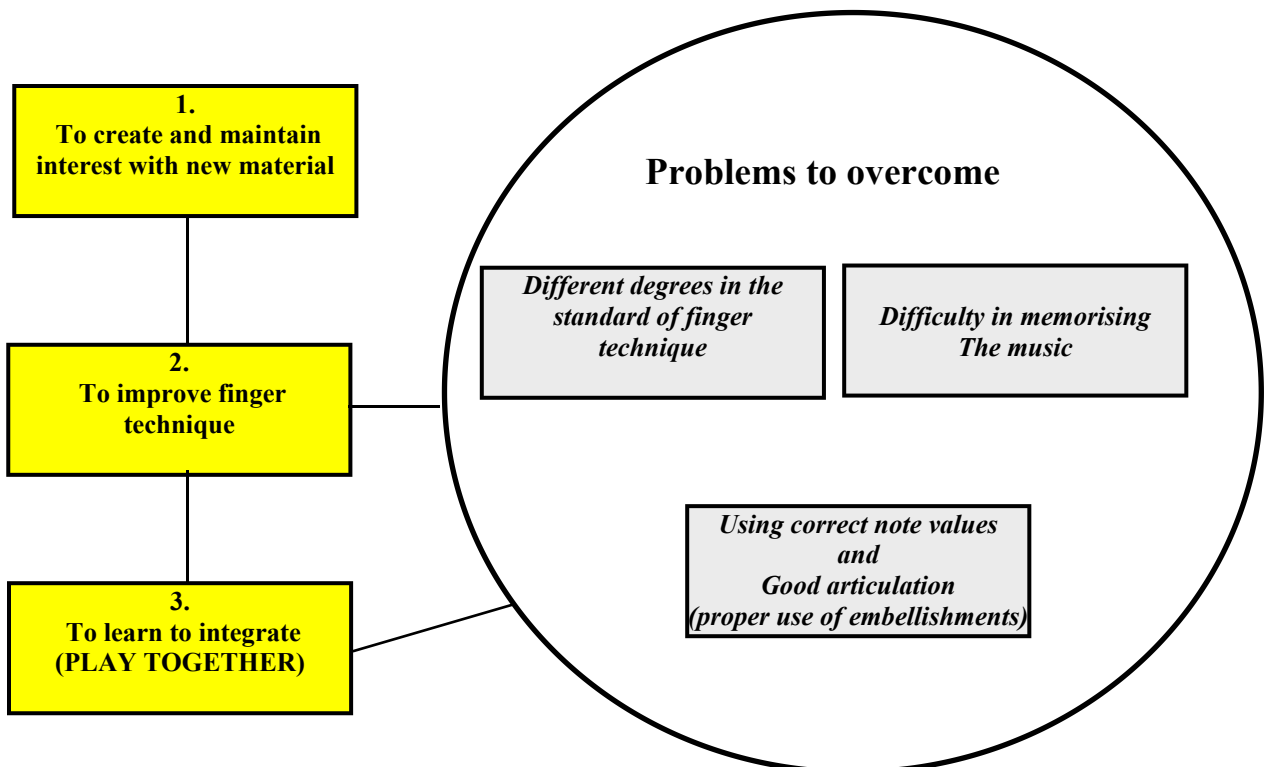 1.
To create and maintain
interest with new material
2.
To improve finger
technique
3.
To learn to integrate
(PLAY TOGETHER)
Problems to overcome
Different degrees in the
standard of finger
technique
Difficulty in memorising
The music
Using correct note values
and
Good articulation
(proper use of embellishments)